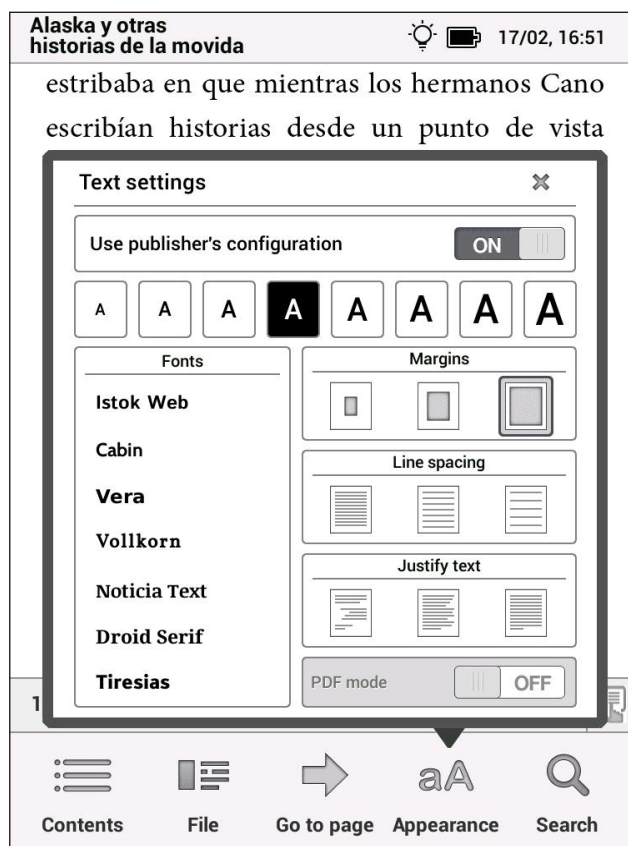 Alaska y otras
historias de la movida
17/02, 16:51
estribaba en que mientras los hermanos Cano
escribían historias desde un punto de vista
Text settings
Use publisher's configuration
ON
A A A A A A A A
Fonts
Istok Web
Cabin
Vera
Vollkorn
Noticia Text
Droid Serif
Tiresias
Margins
Line spacing
Justify text
PDF mode
OFF
1
Contents
File
Go to page
aA
Appearance
Search